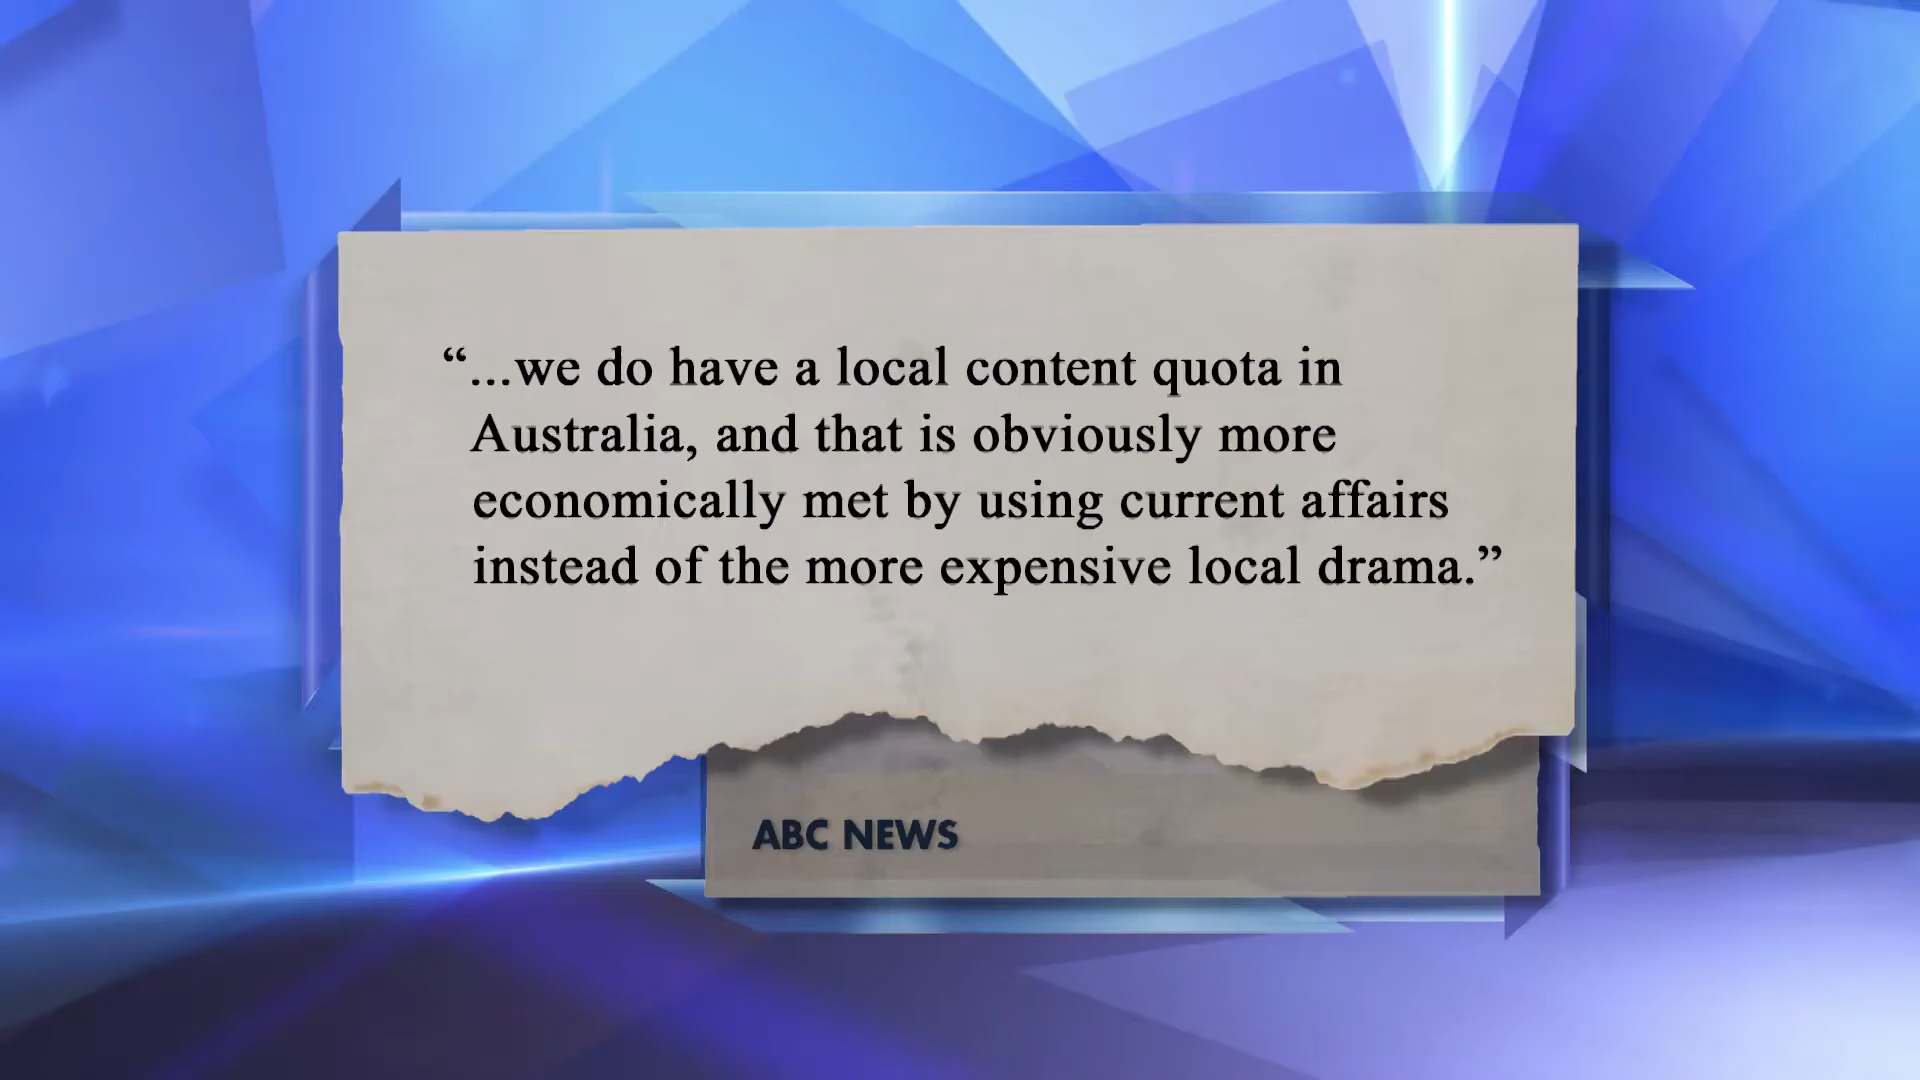 “...we do have a local content quota in
Australia, and that is obviously more
economically met by using current affairs
instead of the more expensive local drama.”
ABC NEWS